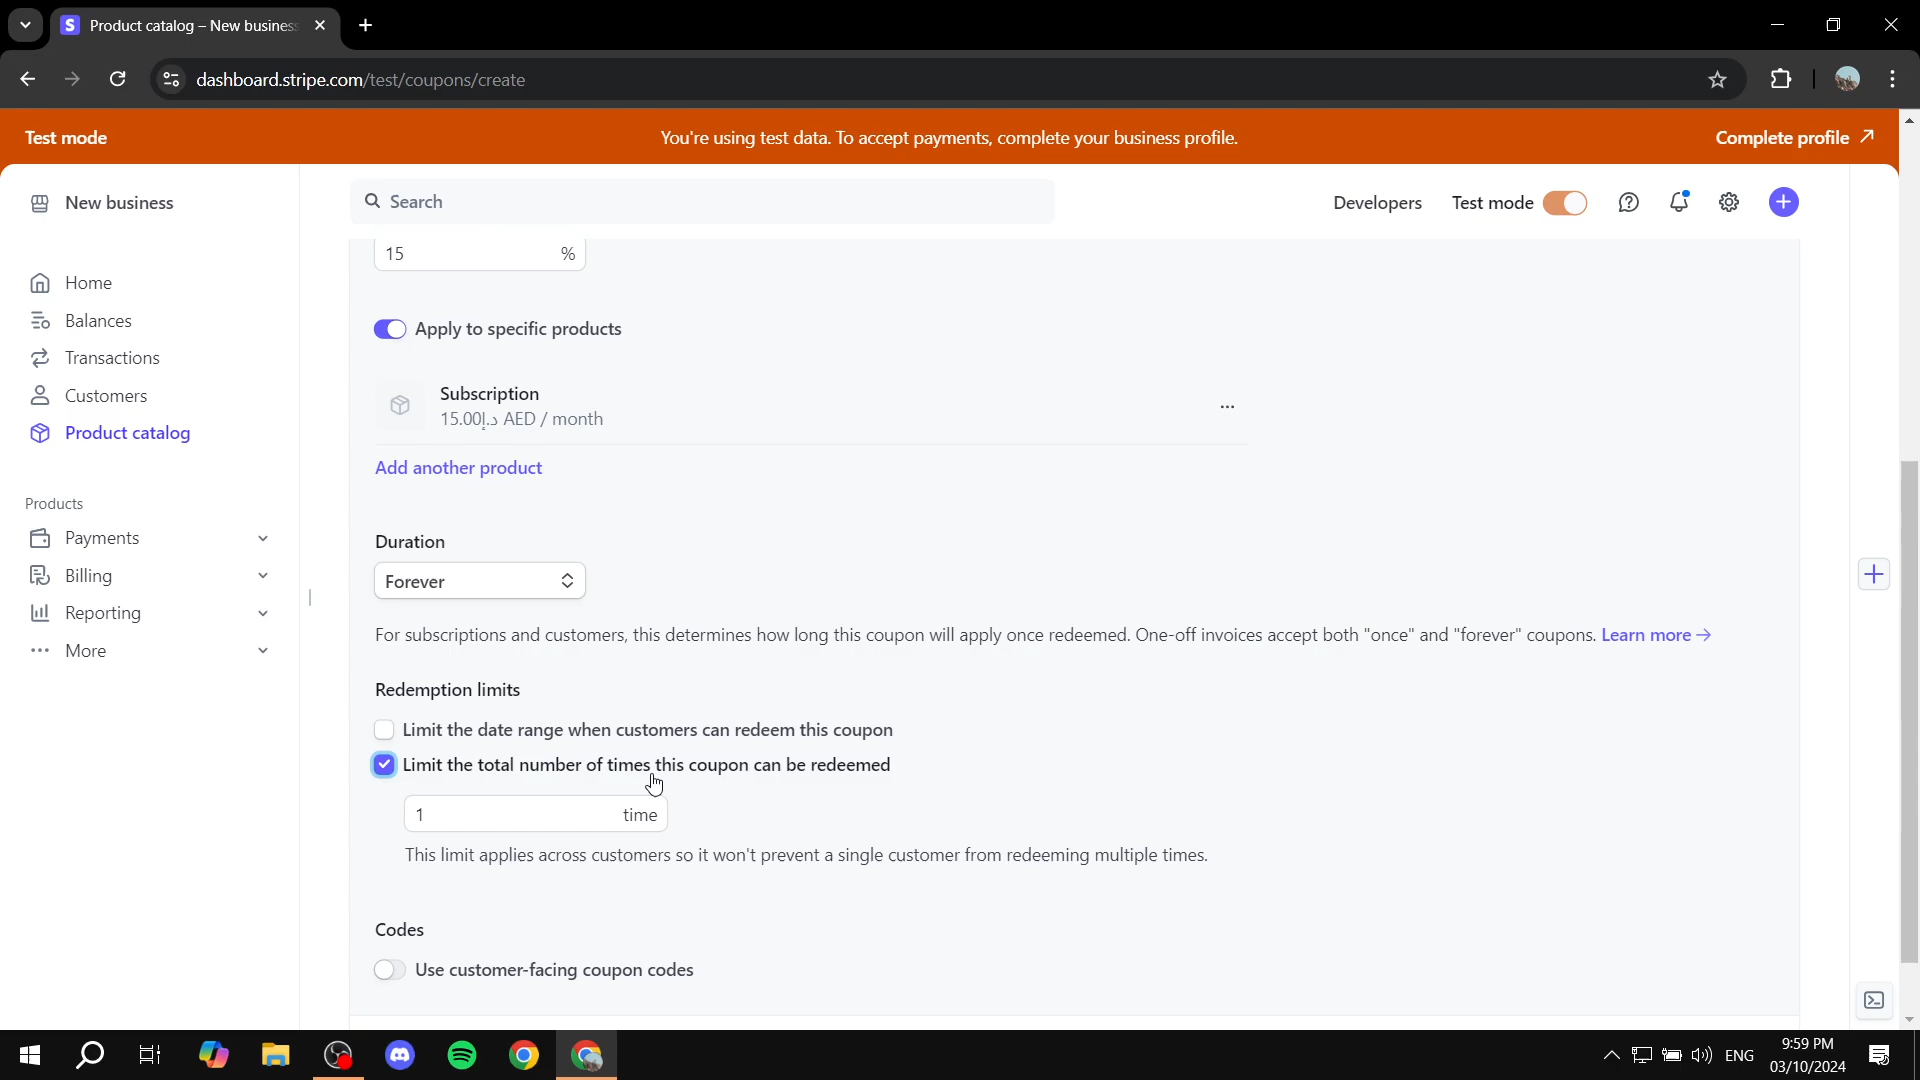 Product catalog – New business
dashboard.stripe.com/test/coupons/create
Test mode
You're using test data. To accept payments, complete your business profile.
Complete profile ↗
New business
Search
Developers
Test mode
15 %
Home
Apply to specific products
Balances
Transactions
Subscription
Customers
15.00د.إ AED / month
Product catalog
Add another product
Products
Payments
Duration
Billing
Forever
Reporting
For subscriptions and customers, this determines how long this coupon will apply once redeemed. One-off invoices accept both "once" and "forever" coupons. Learn more →
More
Redemption limits
Limit the date range when customers can redeem this coupon
Limit the total number of times this coupon can be redeemed
1 time
This limit applies across customers so it won't prevent a single customer from redeeming multiple times.
Codes
Use customer-facing coupon codes
ENG
9:59 PM
03/10/2024